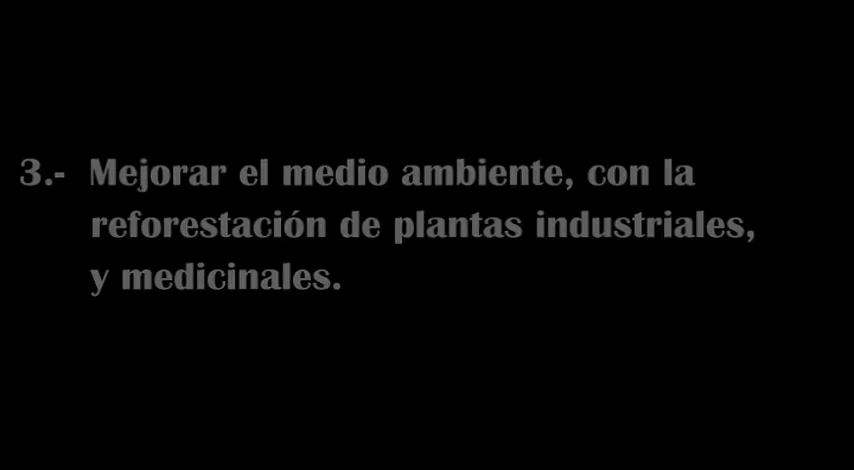 3.- Mejorar el medio ambiente, con la
reforestación de plantas industriales,
y medicinales.